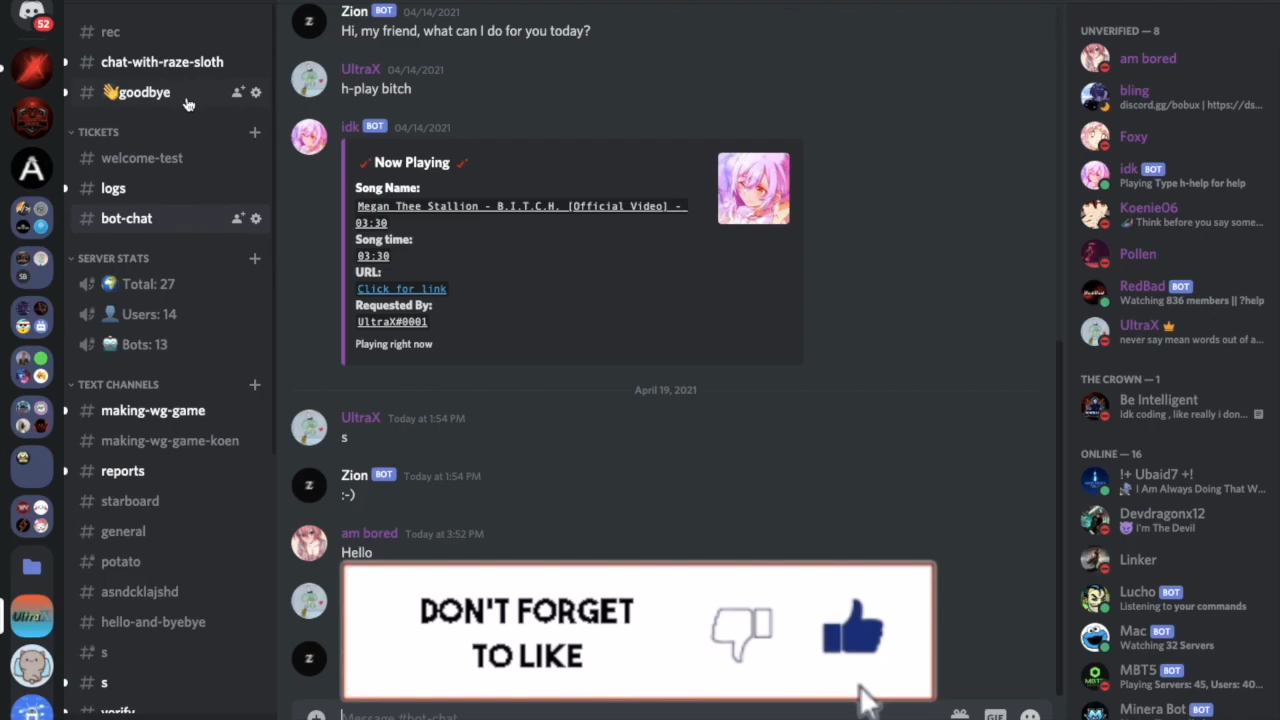 52
rec
chat-with-raze-sloth
👋goodbye
TICKETS
welcome-test
logs
bot-chat
SERVER STATS
🌍 Total: 27
👤 Users: 14
🤖 Bots: 13
TEXT CHANNELS
making-wg-game
making-wg-game-koen
reports
starboard
general
potato
asndcklajshd
hello-and-byebye
s
s
verify
UltraX
Zion BOT 04/14/2021
Hi, my friend, what can I do for you today?
UltraX 04/14/2021
h-play bitch
idk BOT 04/14/2021
Now Playing
Song Name:
Megan Thee Stallion - B.I.T.C.H. [Official Video] -
03:30
Song time:
03:30
URL:
Click for link
Requested By:
UltraX#0001
Playing right now
April 19, 2021
UltraX Today at 1:54 PM
s
Zion BOT Today at 1:54 PM
:-)
am bored Today at 3:52 PM
Hello
DON'T FORGET
TO LIKE
Message #bot-chat
GIF
UNVERIFIED — 8
am bored
bling
discord.gg/bobux | https://ds...
Foxy
idk BOT
Playing Type h-help for help
Koenie06
Think before you say some...
Pollen
RedBad BOT
Watching 836 members || ?help
UltraX
never say mean words out of a...
THE CROWN — 1
Be Intelligent
Idk coding , like really i don...
ONLINE — 16
!+ Ubaid7 +!
I Am Always Doing That W...
Devdragonx12
😈 I'm The Devil
Linker
Lucho BOT
Listening to your commands
Mac BOT
Watching 32 Servers
MBT5 BOT
Playing Servers: 45, Users: 40...
Minera Bot BOT